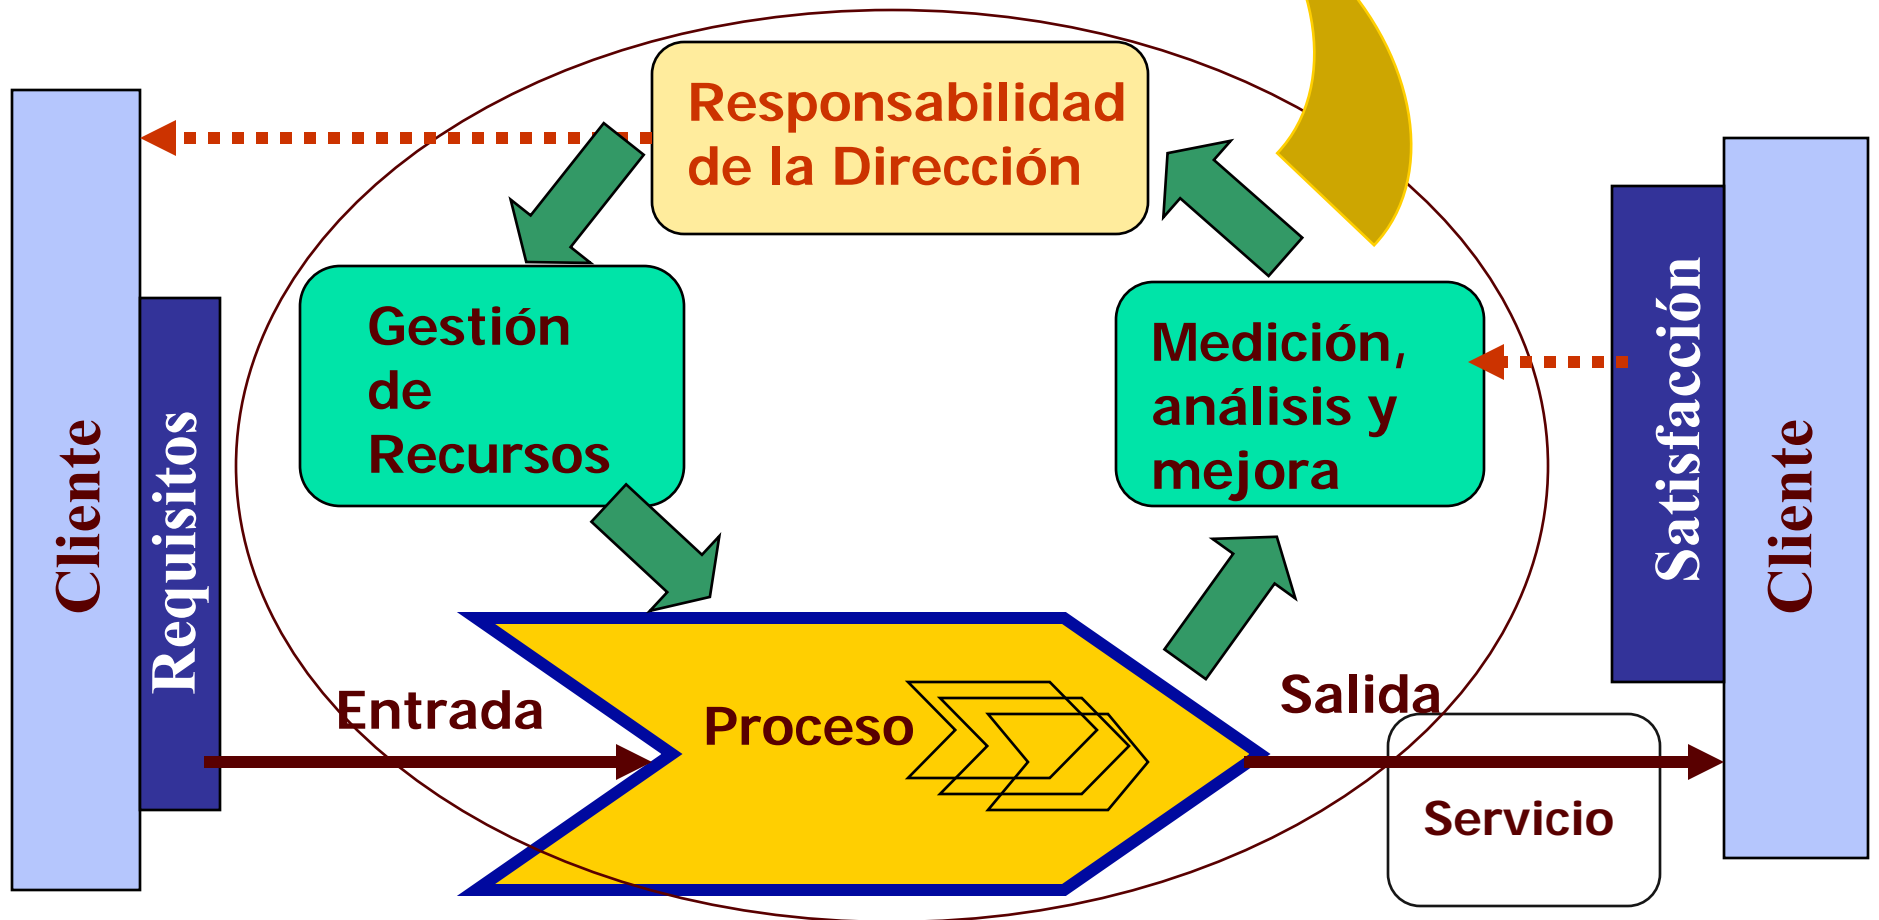 Responsabilidad
de la Dirección
Gestión
de
Recursos
Medición,
análisis y
mejora
Cliente
Requisitos
Satisfacción
Cliente
Entrada
Proceso
Salida
Servicio